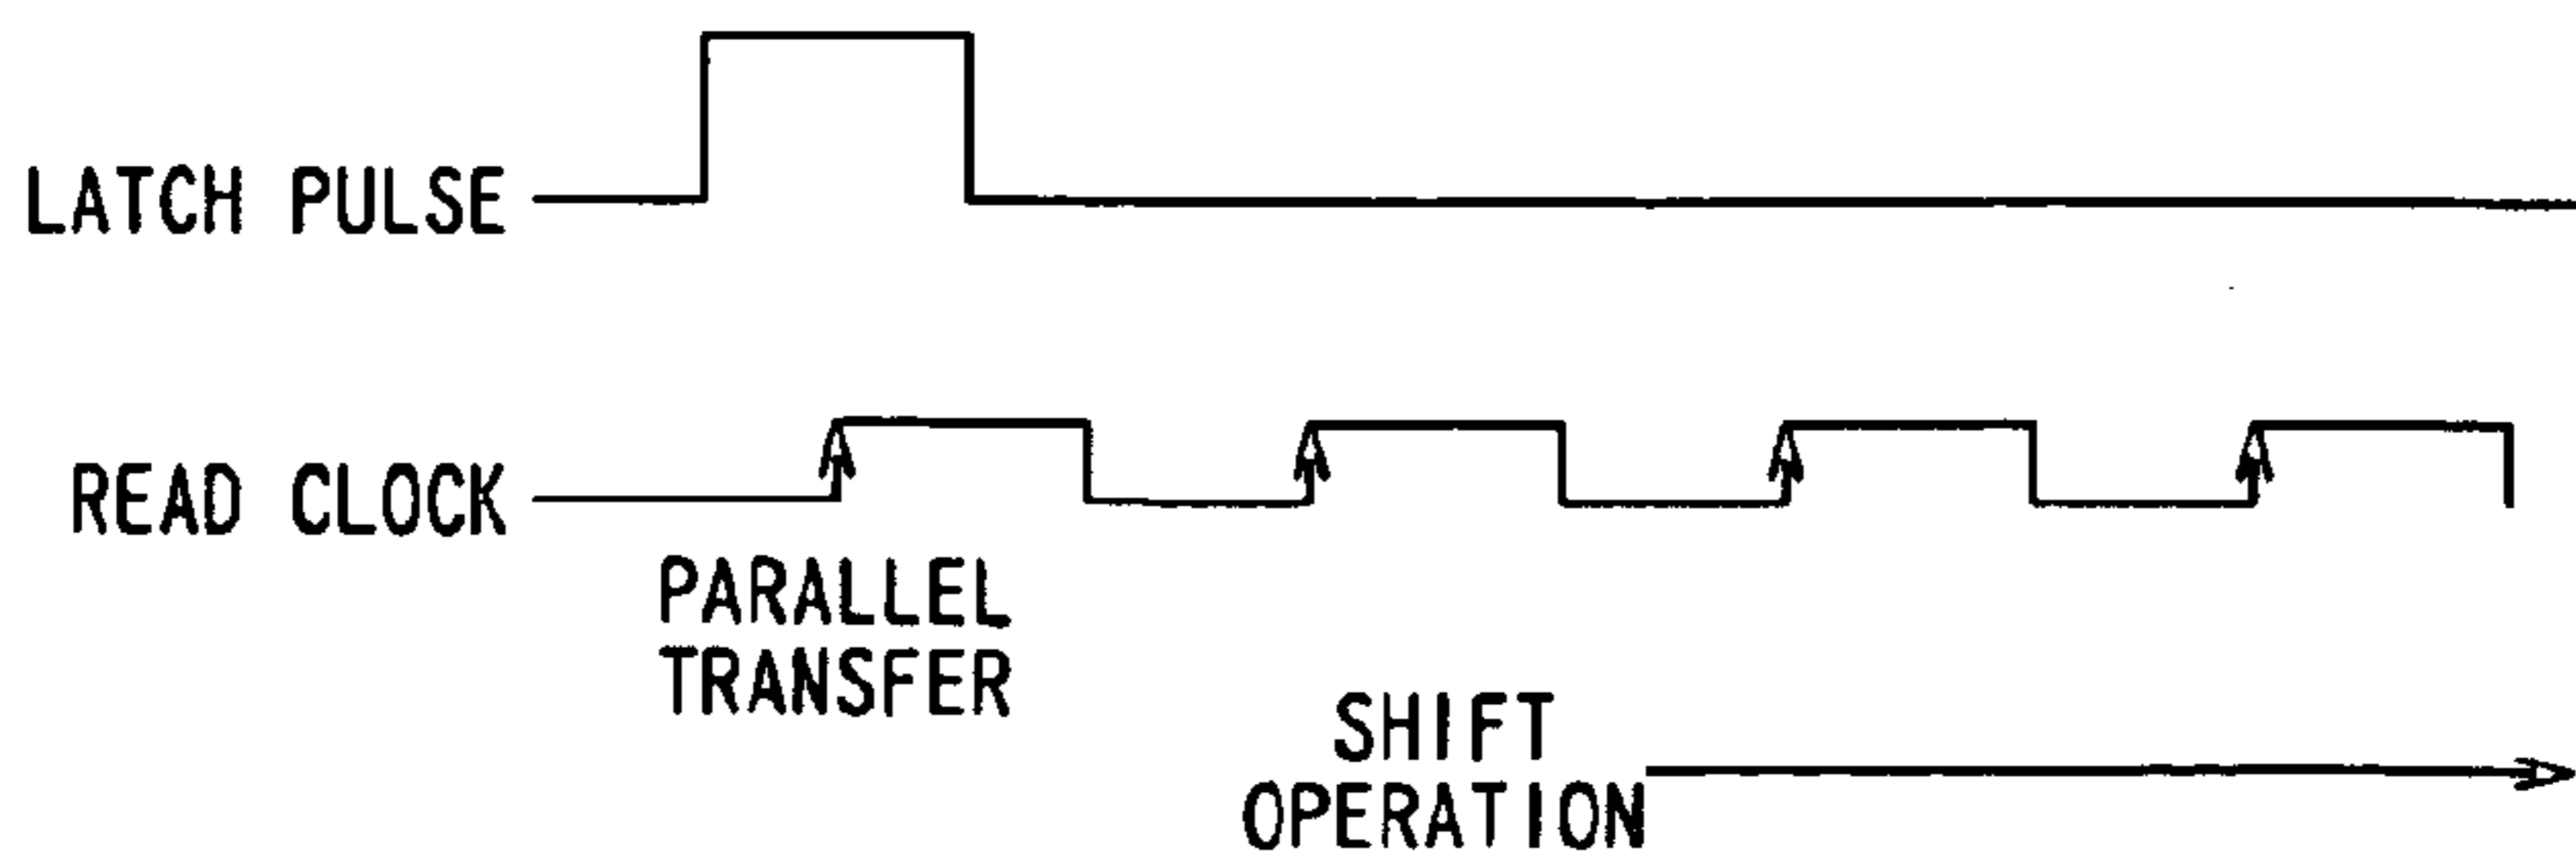 LATCH PULSE
READ CLOCK
PARALLEL
TRANSFER
SHIFT
OPERATION